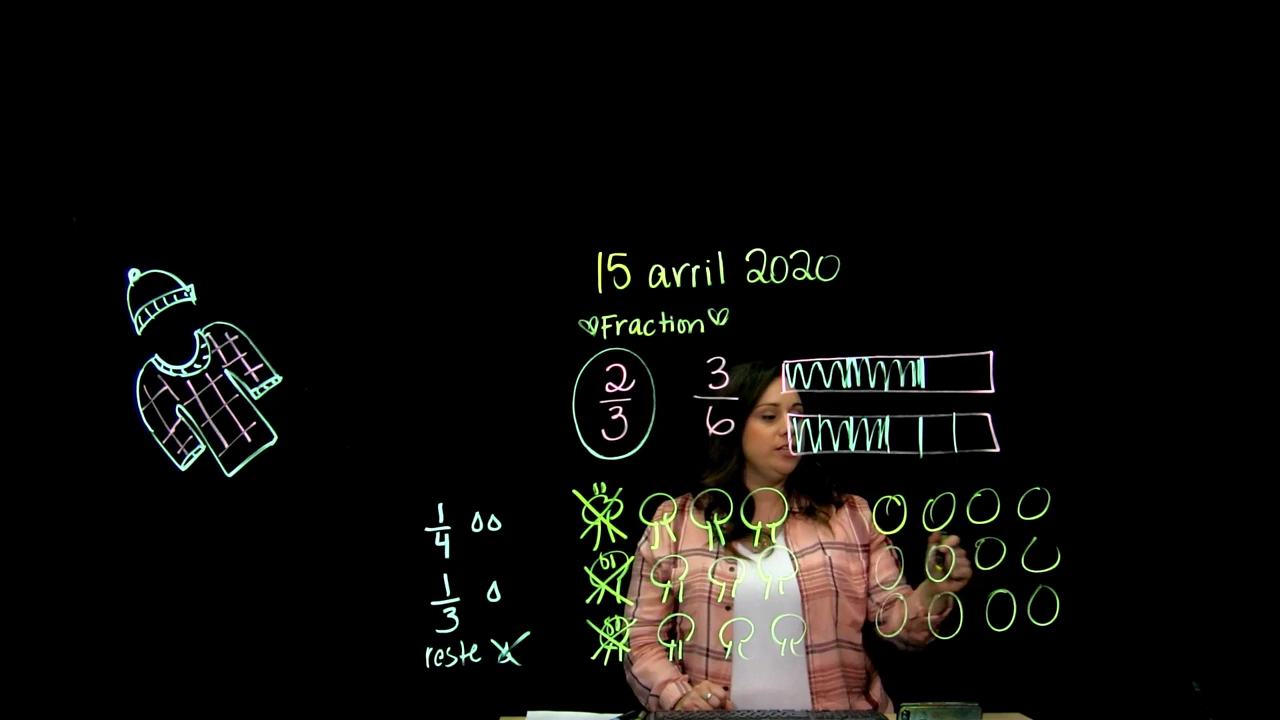 15 avril 2020
Fraction
2/3 3/6
1/4
1/3
reste